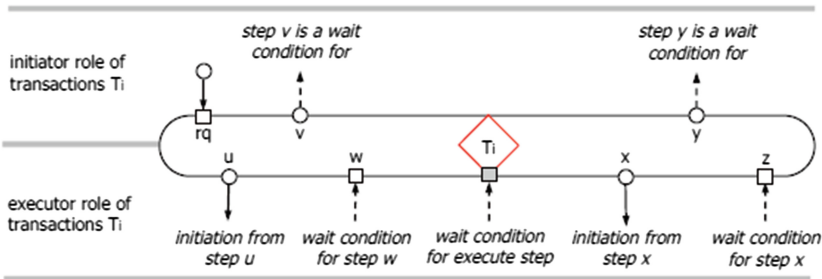 step v is a wait
condition for
step y is a wait
condition for
initiator role of
transactions Ti
rq
v
y
Ti
u
w
x
z
executor role of
transactions Ti
initiation from
step u
wait condition
for step w
wait condition
for execute step
initiation from
step x
wait condition
for step x